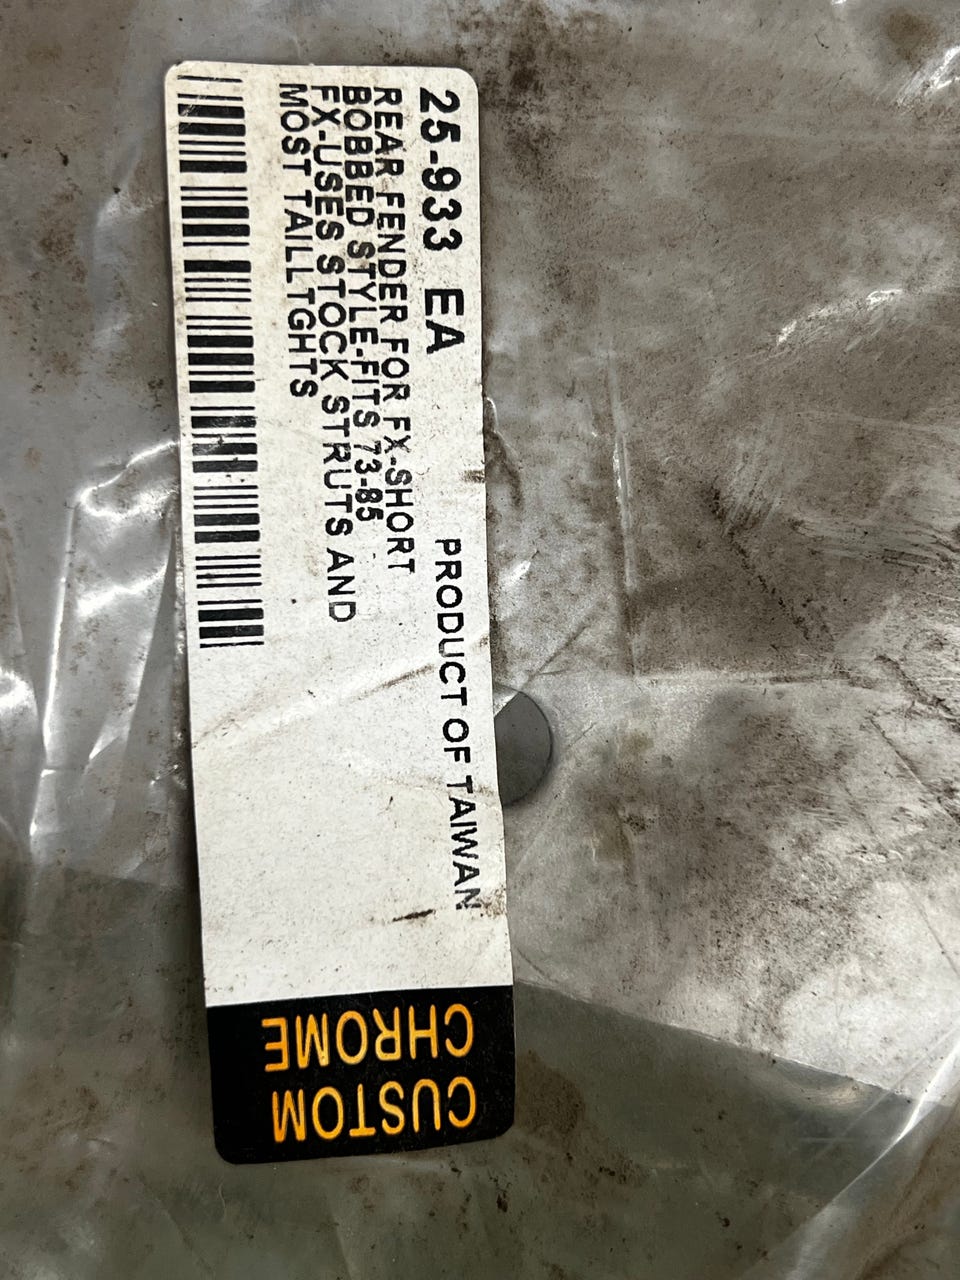 25-933 EA
PRODUCT OF TAIWAN
REAR FENDER FOR FX-SHORT
BOBBED STYLE-FITS 73-85
FX-USES STOCK STRUTS AND
MOST TAILLTGHTS
CUSTOM
CHROME